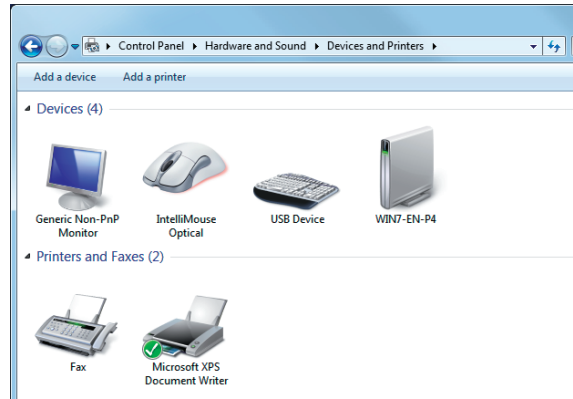 Control Panel ▸ Hardware and Sound ▸ Devices and Printers ▸
Add a device Add a printer
Devices (4)
Generic Non-PnP
Monitor
IntelliMouse
Optical
USB Device
WIN7-EN-P4
Printers and Faxes (2)
Fax
Microsoft XPS
Document Writer